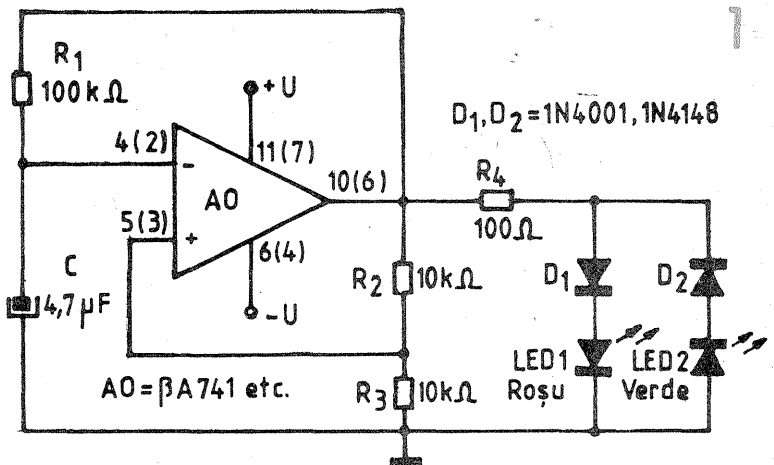 1
R1
100kΩ
+U
D1,D2=1N4001,1N4148
4(2)
-
11(7)
10(6)
AO
R4
5(3)
+
6(4)
100Ω
C
4,7μF
R2
10kΩ
D1
D2
-U
LED1
Roșu
LED2
Verde
AO=βA741 etc.
R3
10kΩ